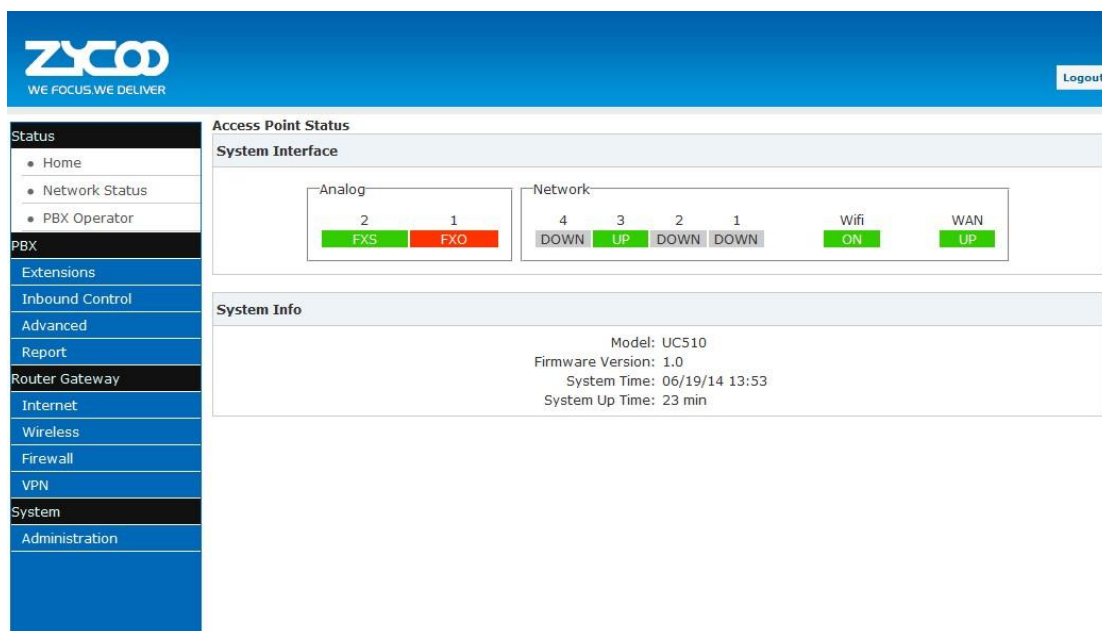 ZYCOO
WE FOCUS.WE DELIVER
Logout
Status
Home
Network Status
PBX Operator
PBX
Extensions
Inbound Control
Advanced
Report
Router Gateway
Internet
Wireless
Firewall
VPN
System
Administration
Access Point Status
System Interface
Analog
2 1
FXS FXO
Network
4 3 2 1 Wifi WAN
DOWN UP DOWN DOWN ON UP
System Info
Model: UC510
Firmware Version: 1.0
System Time: 06/19/14 13:53
System Up Time: 23 min